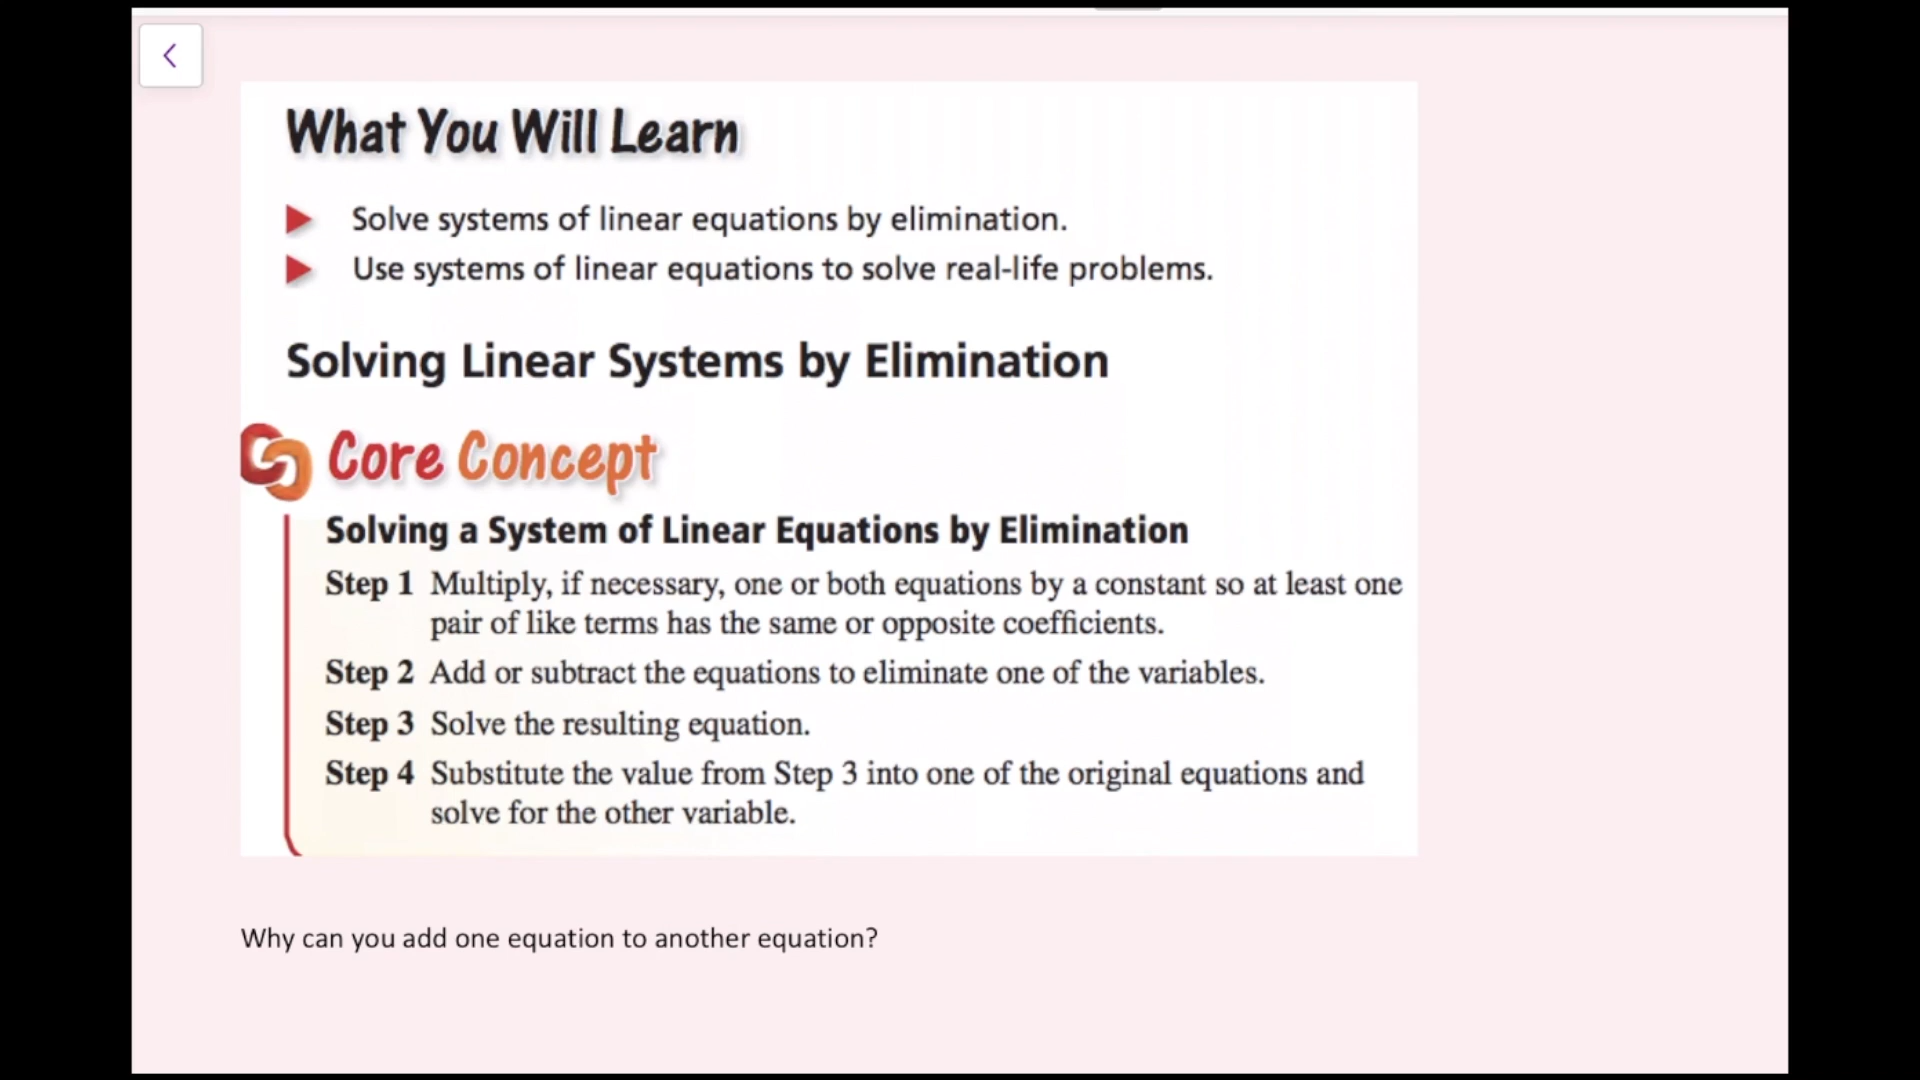 What You Will Learn
Solve systems of linear equations by elimination.
Use systems of linear equations to solve real-life problems.
Solving Linear Systems by Elimination
Core Concept
Solving a System of Linear Equations by Elimination
Step 1 Multiply, if necessary, one or both equations by a constant so at least one
pair of like terms has the same or opposite coefficients.
Step 2 Add or subtract the equations to eliminate one of the variables.
Step 3 Solve the resulting equation.
Step 4 Substitute the value from Step 3 into one of the original equations and
solve for the other variable.
Why can you add one equation to another equation?